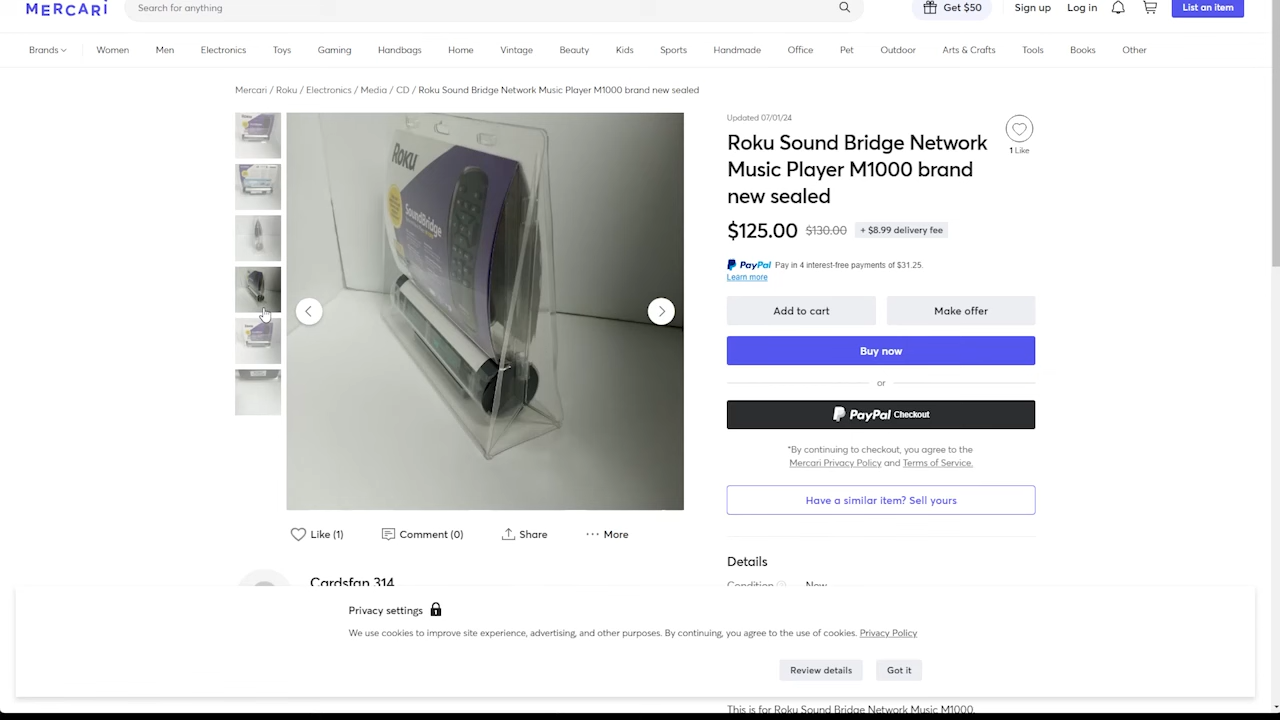 MERCARI
Search for anything
Get $50
Sign up
Log in
List an item
Brands
Women
Men
Electronics
Toys
Gaming
Handbags
Home
Vintage
Beauty
Kids
Sports
Handmade
Office
Pet
Outdoor
Arts & Crafts
Tools
Books
Other
Mercari / Roku / Electronics / Media / CD / Roku Sound Bridge Network Music Player M1000 brand new sealed
ROKU
SoundBridge
Updated 07/01/24
Roku Sound Bridge Network
Music Player M1000 brand
new sealed
1 Like
$125.00 $130.00 + $8.99 delivery fee
PayPal Pay in 4 interest-free payments of $31.25.
Learn more
Add to cart
Make offer
Buy now
or
PayPal Checkout
*By continuing to checkout, you agree to the
Mercari Privacy Policy and Terms of Service.
Have a similar item? Sell yours
Like (1)
Comment (0)
Share
More
Details
Condition
New
Cardsfan 314
Privacy settings
We use cookies to improve site experience, advertising, and other purposes. By continuing, you agree to the use of cookies. Privacy Policy
Review details
Got it
This is for Roku Sound Bridge Network Music M1000.